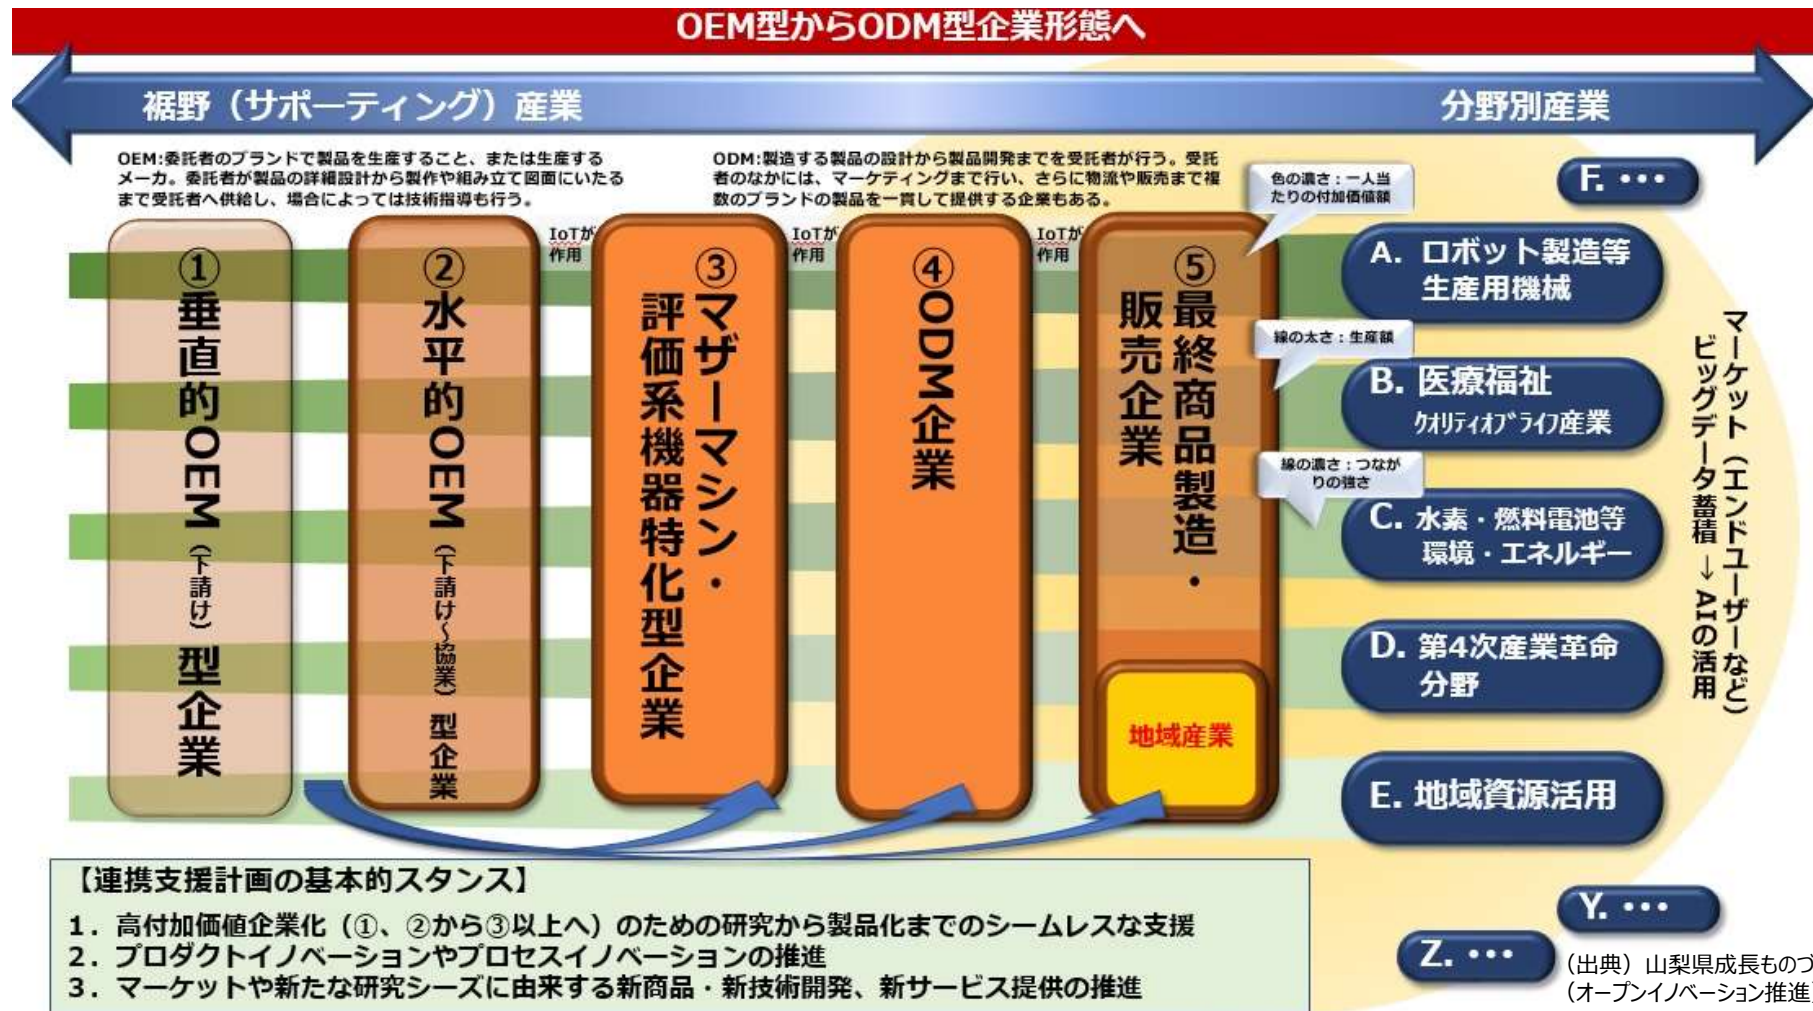 OEM型からODM型企業形態へ
裾野（サポーティング）産業
分野別産業
OEM:委託者のブランドで製品を生産すること、または生産する
メーカ。委託者が製品の詳細設計から製作や組み立て図面にいたる
まで受託者へ供給し、場合によっては技術指導も行う。
ODM:製造する製品の設計から製品開発までを受託者が行う。受託
者のなかには、マーケティングまで行い、さらに物流や販売まで複
数のブランドの製品を一貫して提供する企業もある。
色の濃さ：一人当
たりの付加価値額
F. ･･･
①垂直的OEM（下請け）型企業
②水平的OEM（下請け～協業）型企業
IoTが
作用
③マザーマシン・
評価系機器特化型企業
IoTが
作用
④ODM企業
IoTが
作用
⑤最終商品製造・
販売企業
地域産業
線の太さ：生産額
線の濃さ：つなが
りの強さ
A. ロボット製造等
生産用機械
B. 医療福祉
ｸｵﾘﾃｨｵﾌﾞﾗｲﾌ産業
C. 水素・燃料電池等
環境・エネルギー
D. 第4次産業革命
分野
E. 地域資源活用
マーケット（エンドユーザーなど）
ビッグデータ蓄積→AIの活用
【連携支援計画の基本的スタンス】
1．高付加価値企業化（①、②から③以上へ）のための研究から製品化までのシームレスな支援
2．プロダクトイノベーションやプロセスイノベーションの推進
3．マーケットや新たな研究シーズに由来する新商品・新技術開発、新サービス提供の推進
Y. ･･･
Z. ･･･
（出典）山梨県成長ものづ
（オープンイノベーション推進